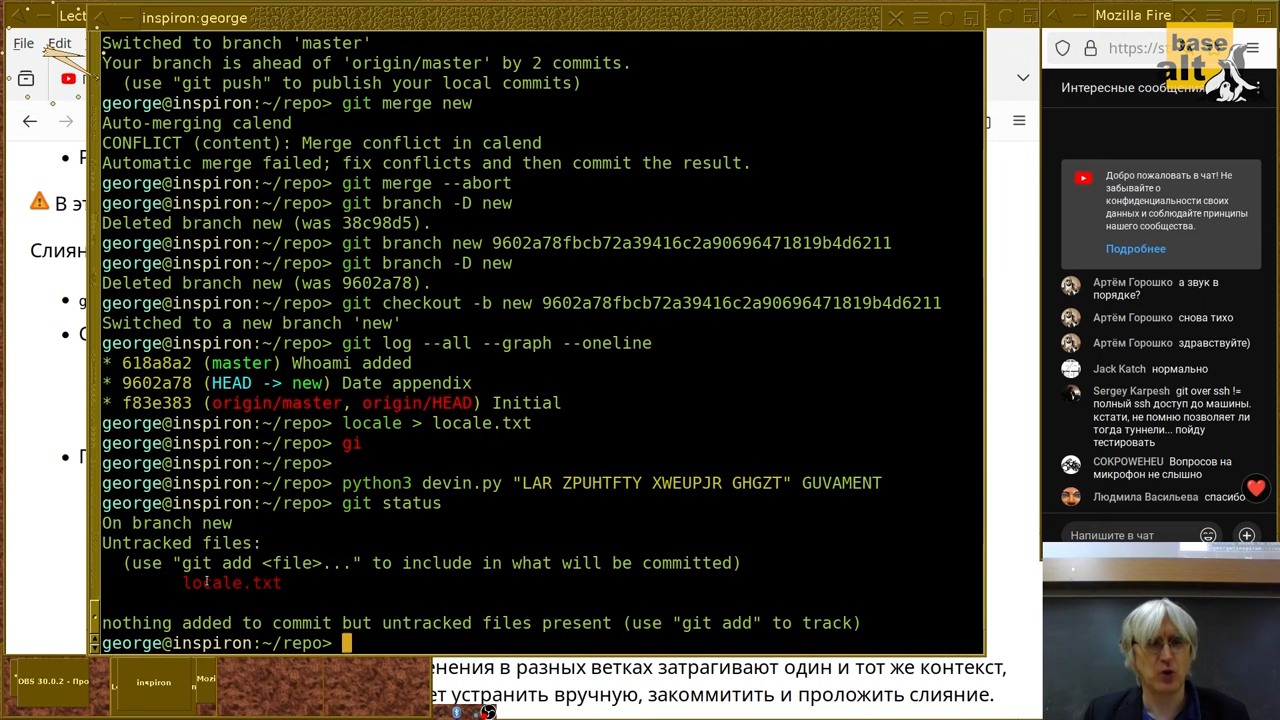 Lect
inspiron:george
Mozilla Fire
File Edit
https://s
base
alt
Интересные сообщения
Switched to branch 'master'
Your branch is ahead of 'origin/master' by 2 commits.
(use "git push" to publish your local commits)
george@inspiron:~/repo> git merge new
Auto-merging calend
CONFLICT (content): Merge conflict in calend
Automatic merge failed; fix conflicts and then commit the result.
george@inspiron:~/repo> git merge --abort
george@inspiron:~/repo> git branch -D new
Deleted branch new (was 38c98d5).
george@inspiron:~/repo> git branch new 9602a78fbcb72a39416c2a90696471819b4d6211
george@inspiron:~/repo> git branch -D new
Deleted branch new (was 9602a78).
george@inspiron:~/repo> git checkout -b new 9602a78fbcb72a39416c2a90696471819b4d6211
Switched to a new branch 'new'
george@inspiron:~/repo> git log --all --graph --oneline
* 618a8a2 (master) Whoami added
* 9602a78 (HEAD -> new) Date appendix
* f83e383 (origin/master, origin/HEAD) Initial
george@inspiron:~/repo> locale > locale.txt
george@inspiron:~/repo> gi
george@inspiron:~/repo>
george@inspiron:~/repo> python3 devin.py "LAR ZPUHTFTY XWEUPJR GHGZT" GUVAMENT
george@inspiron:~/repo> git status
On branch new
Untracked files:
(use "git add <file>..." to include in what will be committed)
locale.txt
nothing added to commit but untracked files present (use "git add" to track)
george@inspiron:~/repo>
В эт
Слиян
Добро пожаловать в чат! Не
забывайте о
конфиденциальности своих
данных и соблюдайте принципы
нашего сообщества.
Подробнее
Артём Горошко а звук в
порядке?
Артём Горошко снова тихо
Артём Горошко здравствуйте)
Jack Katch нормально
Sergey Karpesh git over ssh !=
полный ssh доступ до машины.
кстати, не помню позволяет ли
тогда туннели... пойду
тестировать
COKPOWEHEU Вопросов на
микрофон не слышно
Людмила Васильева спасибо
Напишите в чат
OBS 30.0.2 - Про
inspiron
Mozi
енения в разных ветках затрагивают один и тот же контекст,
ет устранить вручную, закоммитить и проложить слияние.